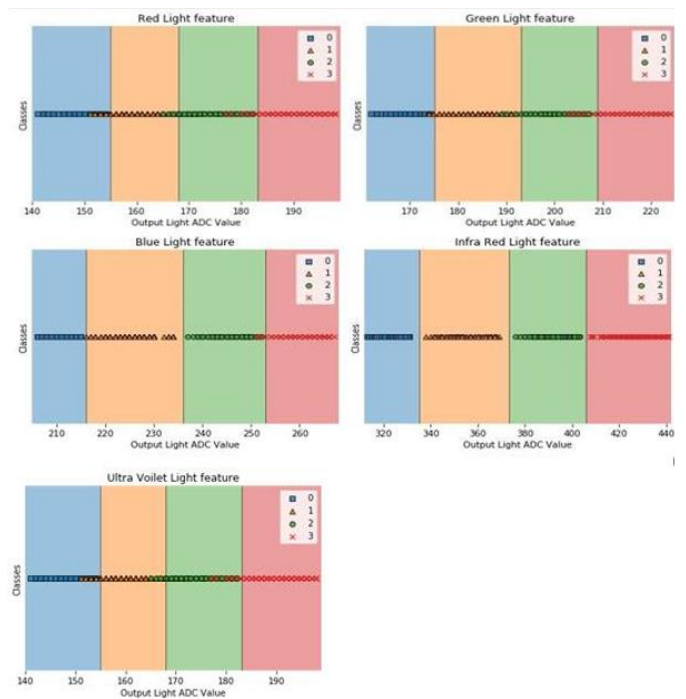 Red Light feature
Classes
0
1
2
3
140 150 160 170 180 190
Output Light ADC Value
Green Light feature
Classes
0
1
2
3
170 180 190 200 210 220
Output Light ADC Value
Blue Light feature
Classes
0
1
2
3
210 220 230 240 250 260
Output Light ADC Value
Infra Red Light feature
Classes
0
1
2
3
320 340 360 380 400 420 440
Output Light ADC Value
Ultra Voilet Light feature
Classes
0
1
2
3
140 150 160 170 180 190
Output Light ADC Value